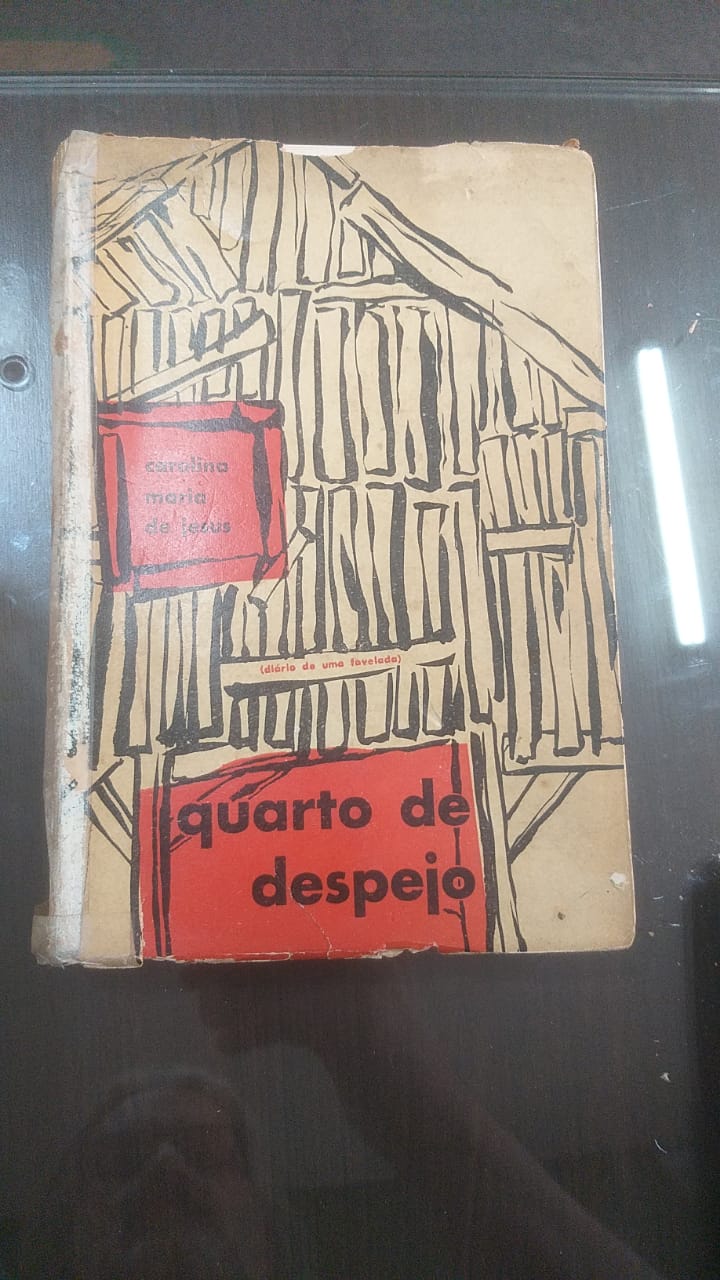 carolina
maria
de jesus
(diário de uma favelada)
quarto de
despejo